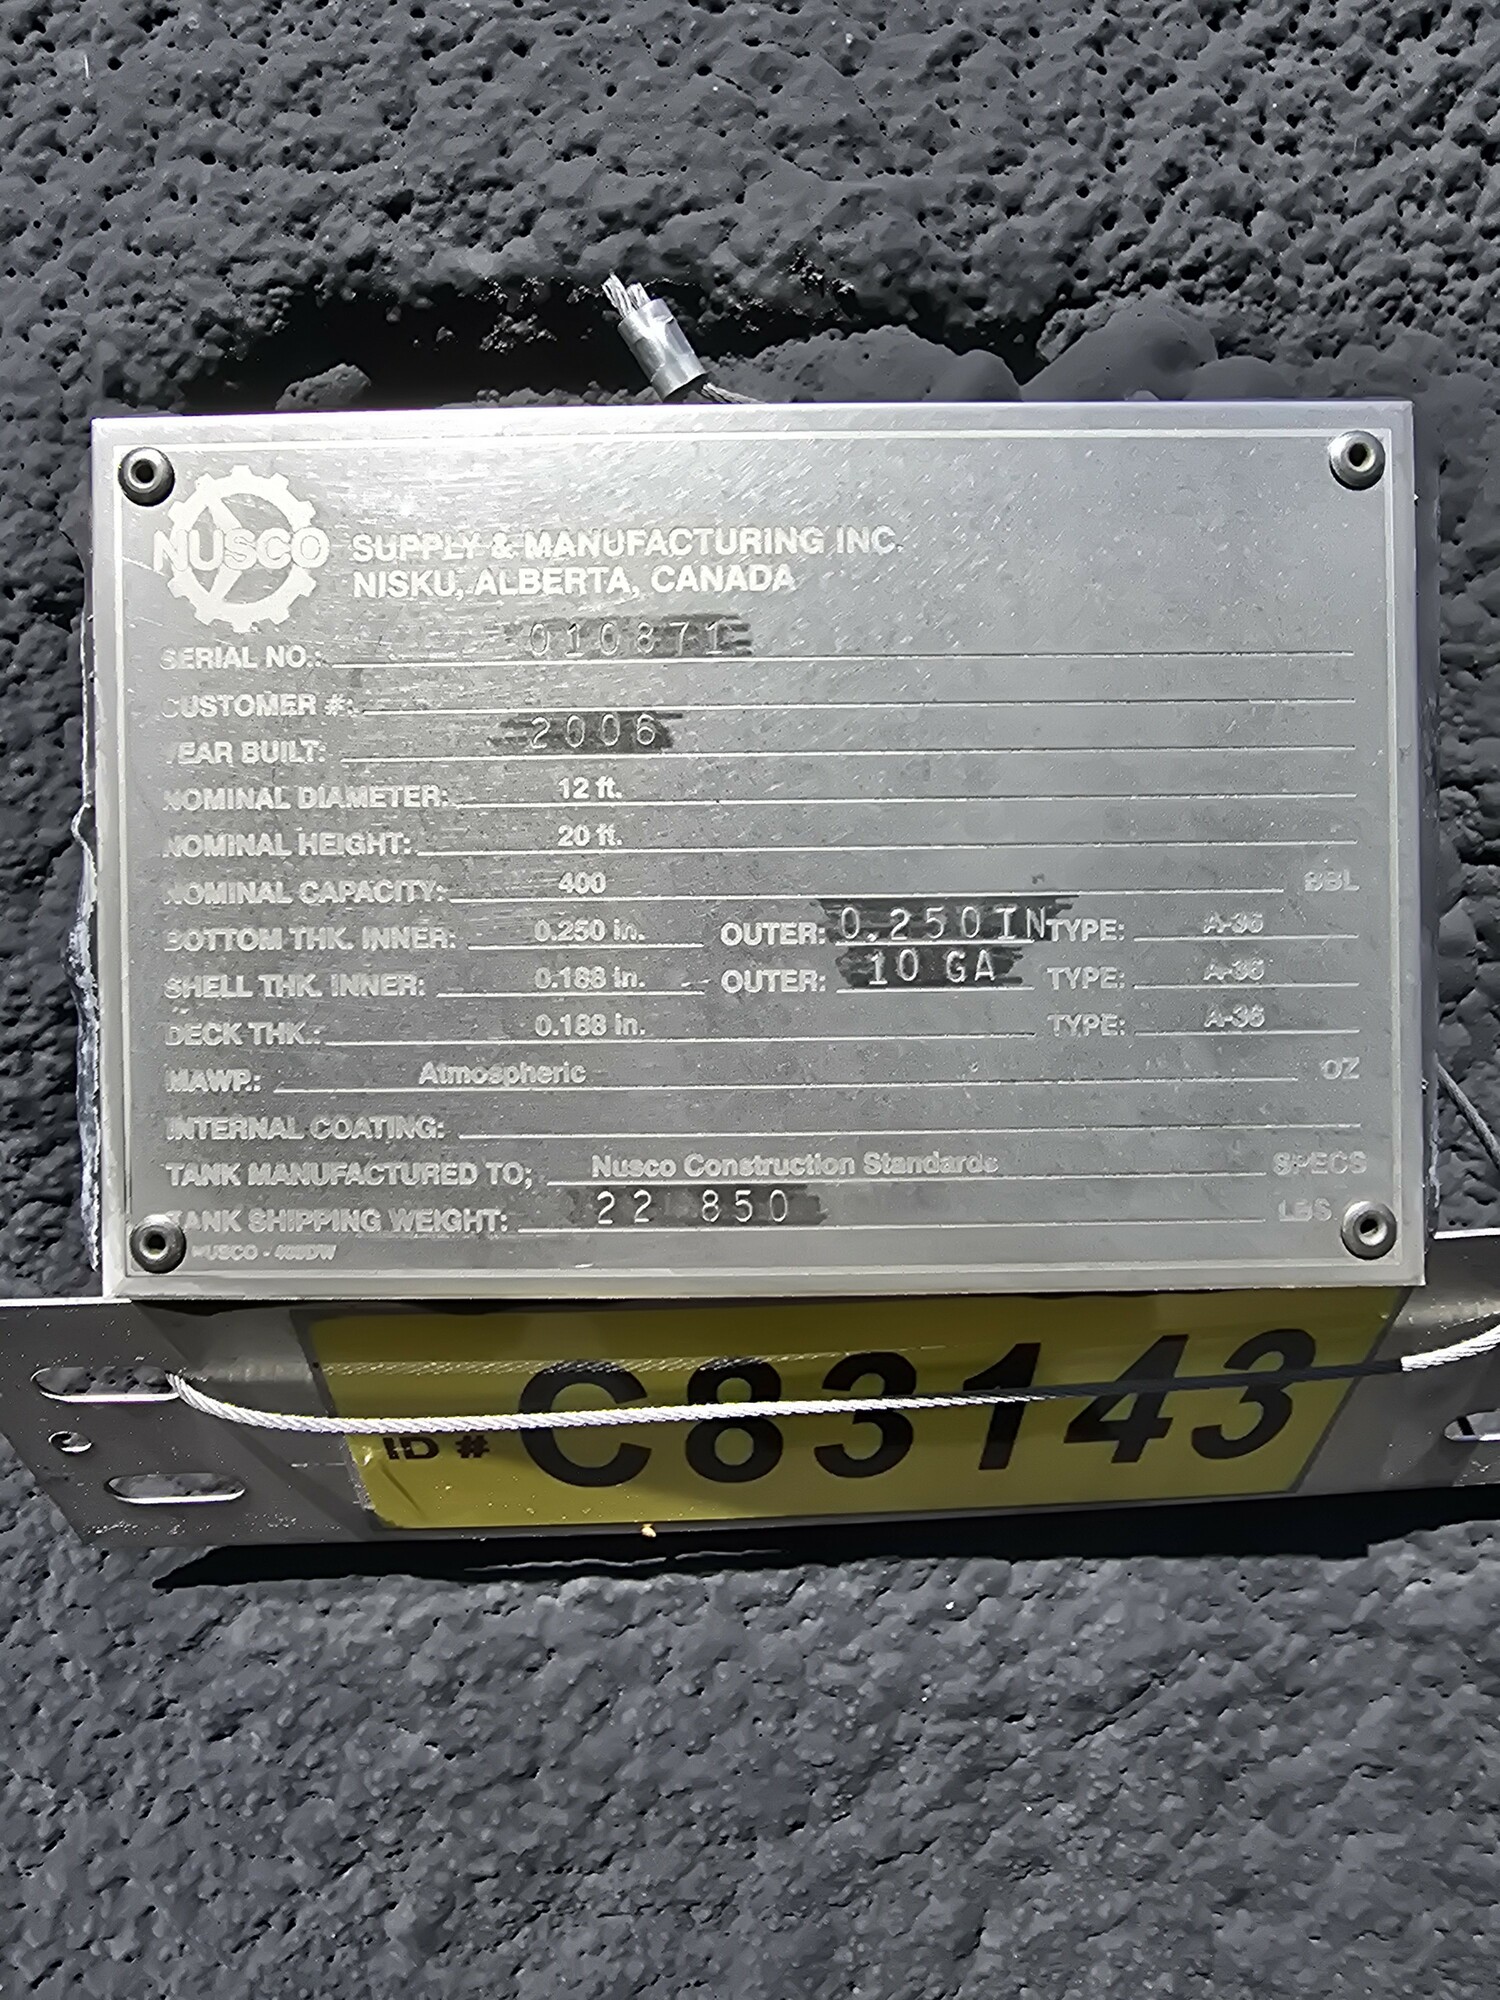 NUSCO SUPPLY & MANUFACTURING INC.
NISKU, ALBERTA, CANADA
SERIAL NO.: 010871
CUSTOMER #:
YEAR BUILT: 2006
NOMINAL DIAMETER: 12 ft.
NOMINAL HEIGHT: 20 ft.
NOMINAL CAPACITY: 400 BBL
BOTTOM THK. INNER: 0.250 in. OUTER: 0.250IN TYPE: A-36
SHELL THK. INNER: 0.188 in. OUTER: 10 GA TYPE: A-36
DECK THK.: 0.188 in. TYPE: A-36
MAWP.: Atmospheric OZ
INTERNAL COATING:
TANK MANUFACTURED TO; Nusco Construction Standards SPECS
TANK SHIPPING WEIGHT: 22 850 LBS.
NUSCO - 400DW
ID # C83143